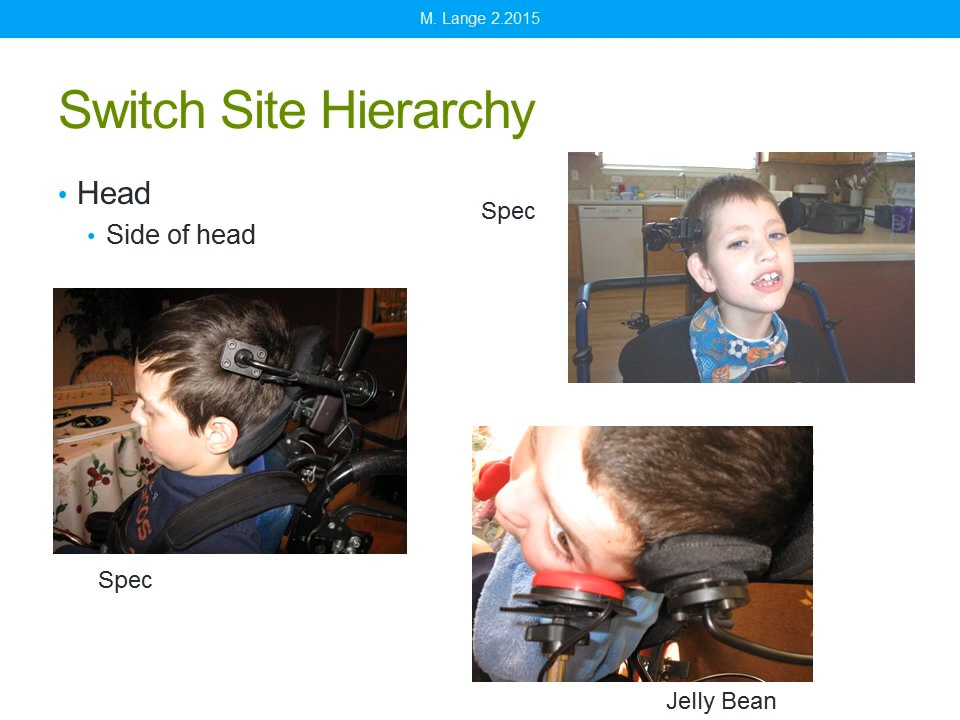 M. Lange 2.2015
Switch Site Hierarchy
• Head
• Side of head
Spec
Spec
Jelly Bean